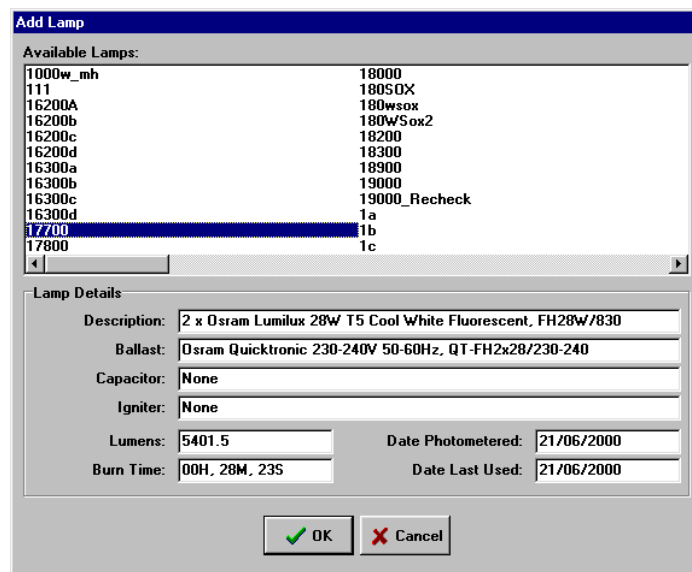 Add Lamp
Available Lamps:
1000w_mh
111
16200A
16200b
16200c
16200d
16300a
16300b
16300c
16300d
17700
17800
18000
180SOX
180wsox
180WSox2
18200
18300
18900
19000
19000_Recheck
1a
1b
1c
Lamp Details
Description: 2 x Osram Lumilux 28W T5 Cool White Fluorescent, FH28W/830
Ballast: Osram Quicktronic 230-240V 50-60Hz, QT-FH2x28/230-240
Capacitor: None
Igniter: None
Lumens: 5401.5 Date Photometered: 21/06/2000
Burn Time: 00H, 28M, 23S Date Last Used: 21/06/2000
OK Cancel